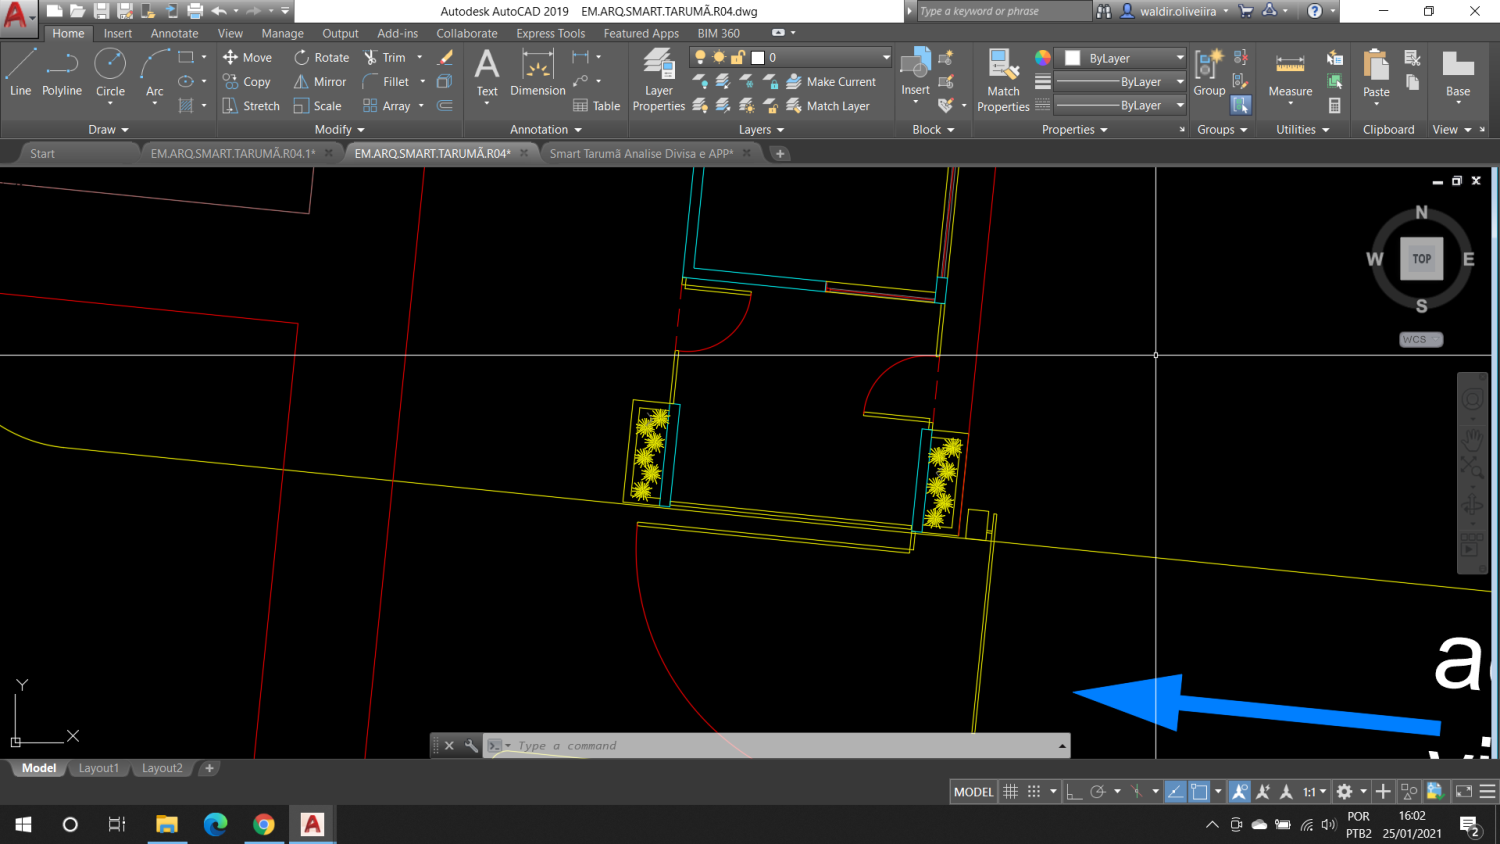 Autodesk AutoCAD 2019 EM.ARQ.SMART.TARUMÃ.R04.dwg
Type a keyword or phrase
waldir.oliveiira
Home Insert Annotate View Manage Output Add-ins Collaborate Express Tools Featured Apps BIM 360
Line Polyline Circle Arc
Move Rotate Trim
Copy Mirror Fillet
Stretch Scale Array
Text Dimension Table
Layer Properties
0
Make Current
Match Layer
Insert
Match Properties
ByLayer
ByLayer
ByLayer
Group
Measure
Paste
Base
Draw Modify Annotation Layers Block Properties Groups Utilities Clipboard View
Start EM.ARQ.SMART.TARUMÃ.R04.1* EM.ARQ.SMART.TARUMÃ.R04* Smart Tarumã Analise Divisa e APP*
N
W TOP E
S
WCS
Y
X
Type a command
Model Layout1 Layout2
MODEL 1:1
POR 16:02
PTB2 25/01/2021
2